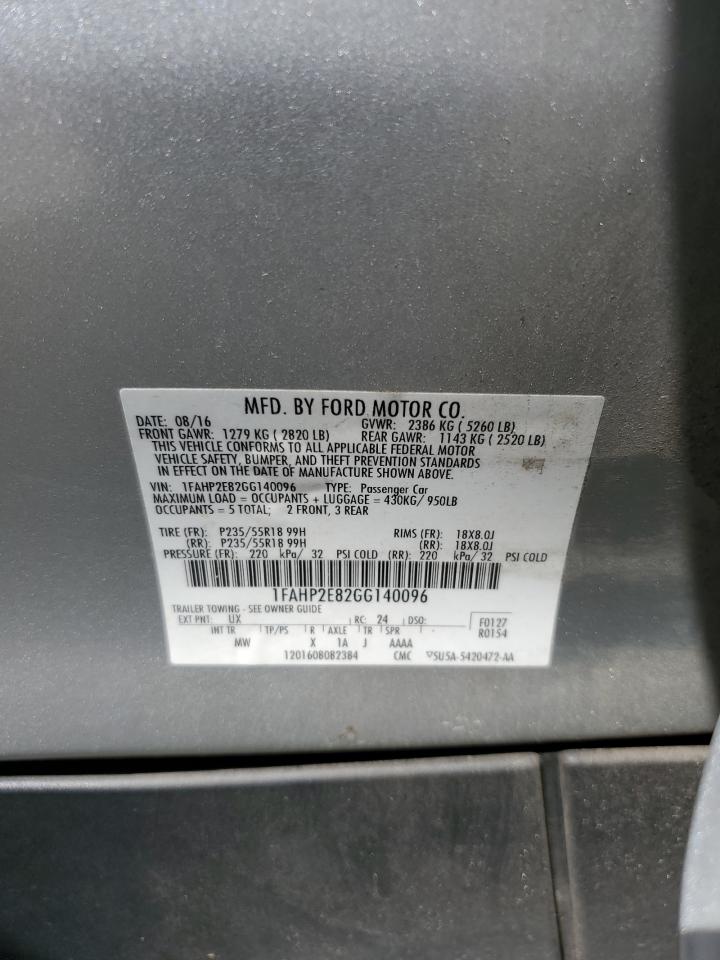 MFD. BY FORD MOTOR CO.
DATE: 08/16 GVWR: 2386 KG ( 5260 LB)
FRONT GAWR: 1279 KG ( 2820 LB) REAR GAWR: 1143 KG ( 2520 LB)
THIS VEHICLE CONFORMS TO ALL APPLICABLE FEDERAL MOTOR
VEHICLE SAFETY, BUMPER, AND THEFT PREVENTION STANDARDS
IN EFFECT ON THE DATE OF MANUFACTURE SHOWN ABOVE.
VIN: 1FAHP2E82GG140096 TYPE: Passenger Car
MAXIMUM LOAD = OCCUPANTS + LUGGAGE = 430KG/ 950LB
OCCUPANTS = 5 TOTAL; 2 FRONT, 3 REAR
TIRE (FR): P235/55R18 99H RIMS (FR): 18X8.0J
(RR): P235/55R18 99H (RR): 18X8.0J
PRESSURE (FR): 220 kPa/ 32 PSI COLD (RR): 220 kPa/ 32 PSI COLD
1FAHP2E82GG140096
TRAILER TOWING - SEE OWNER GUIDE
EXT PNT: UX RC: 24 DSO: F0127
INT TR TP/PS R AXLE TR SPR R0154
MW X 1A J AAAA
1201608082384 CMC 5U5A-5420472-AA